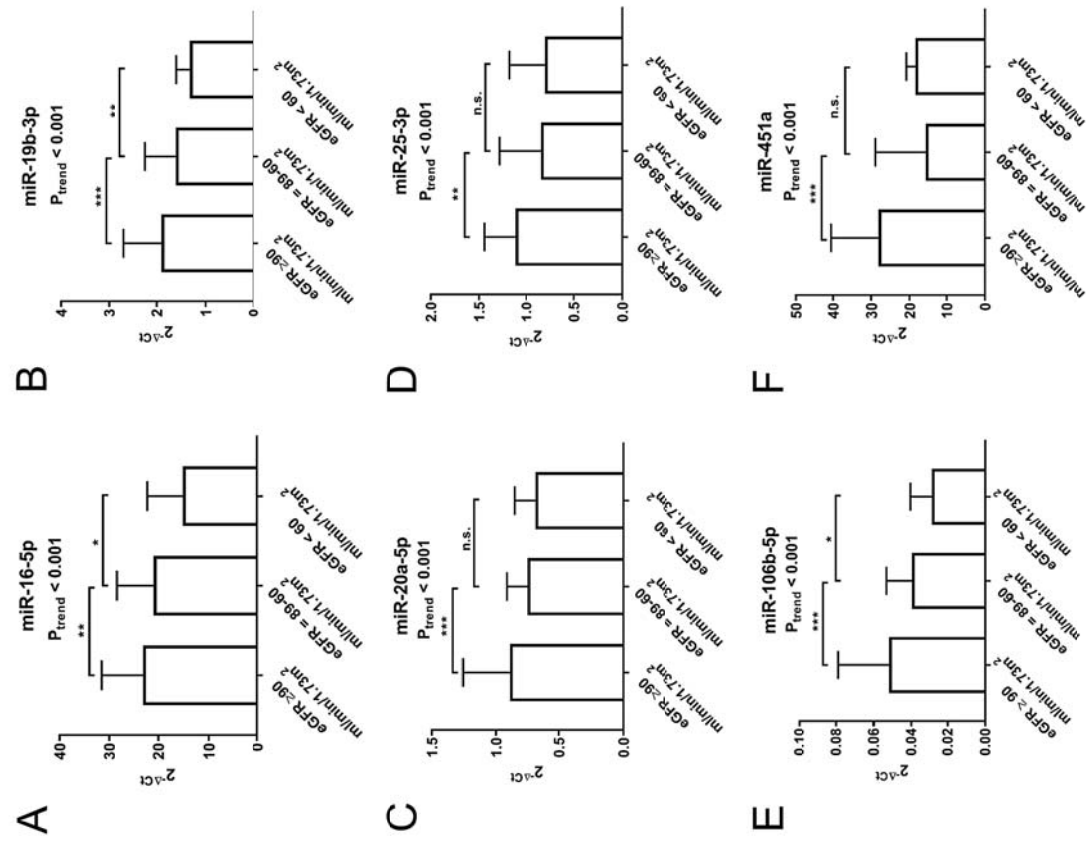 A
miR-16-5p
Ptrend < 0.001
**
*
2-ΔCt
40
30
20
10
0
eGFR ≥90
ml/min/1.73m²
eGFR = 89-60
ml/min/1.73m²
eGFR < 60
ml/min/1.73m²
B
miR-19b-3p
Ptrend < 0.001
***
**
2-ΔCt
4
3
2
1
0
eGFR ≥90
ml/min/1.73m²
eGFR = 89-60
ml/min/1.73m²
eGFR < 60
ml/min/1.73m²
C
miR-20a-5p
Ptrend < 0.001
***
n.s.
2-ΔCt
1.5
1.0
0.5
0.0
eGFR ≥90
ml/min/1.73m²
eGFR = 89-60
ml/min/1.73m²
eGFR < 60
ml/min/1.73m²
D
miR-25-3p
Ptrend < 0.001
**
n.s.
2-ΔCt
2.0
1.5
1.0
0.5
0.0
eGFR ≥90
ml/min/1.73m²
eGFR = 89-60
ml/min/1.73m²
eGFR < 60
ml/min/1.73m²
E
miR-106b-5p
Ptrend < 0.001
***
*
2-ΔCt
0.10
0.08
0.06
0.04
0.02
0.00
eGFR ≥ 90
ml/min/1.73m²
eGFR = 89-60
ml/min/1.73m²
eGFR < 60
ml/min/1.73m²
F
miR-451a
Ptrend < 0.001
***
n.s.
2-ΔCt
50
40
30
20
10
0
eGFR ≥90
ml/min/1.73m²
eGFR = 89-60
ml/min/1.73m²
eGFR < 60
ml/min/1.73m²